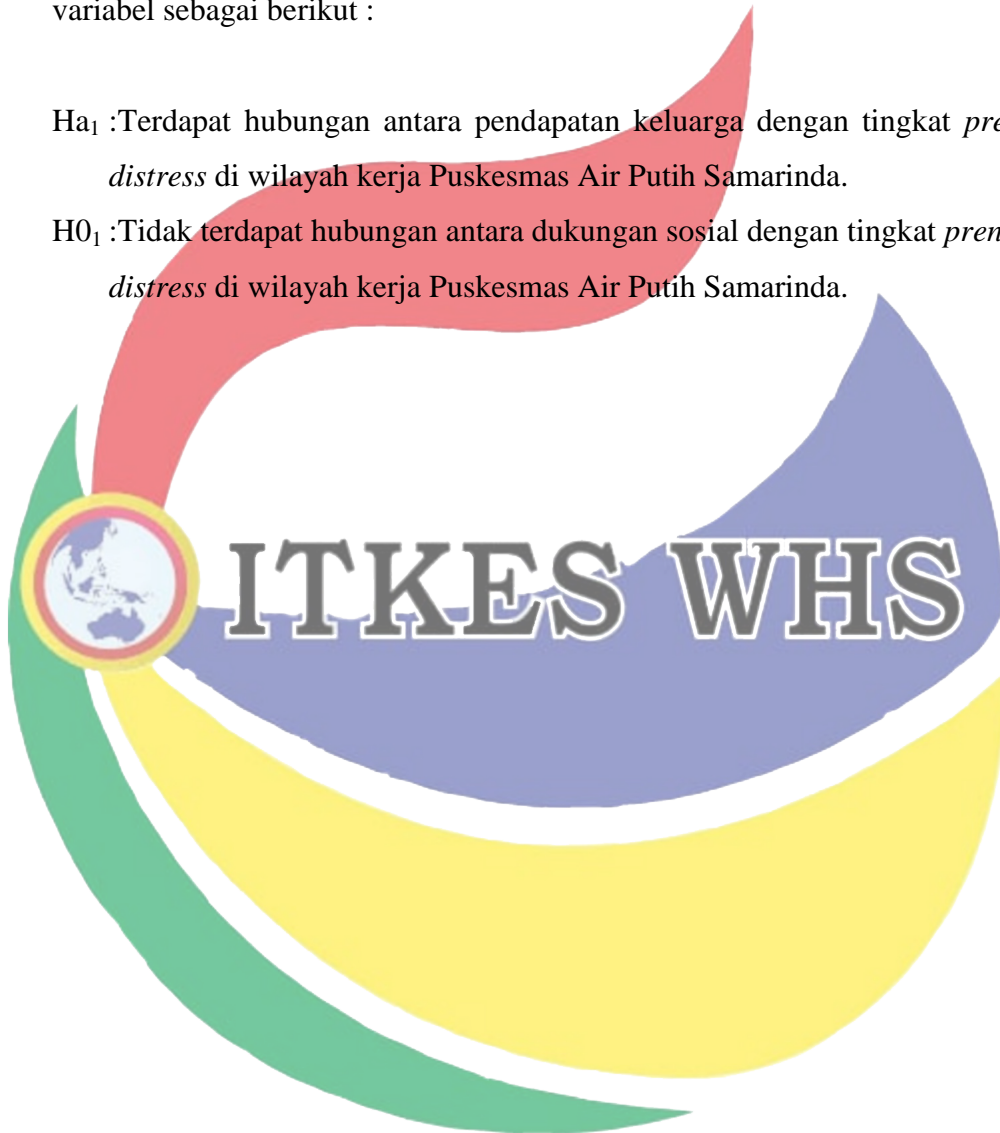 variabel sebagai berikut :
Ha₁ :Terdapat hubungan antara pendapatan keluarga dengan tingkat pre
distress di wilayah kerja Puskesmas Air Putih Samarinda.
H0₁ :Tidak terdapat hubungan antara dukungan sosial dengan tingkat pren
distress di wilayah kerja Puskesmas Air Putih Samarinda.
ITKES WHS